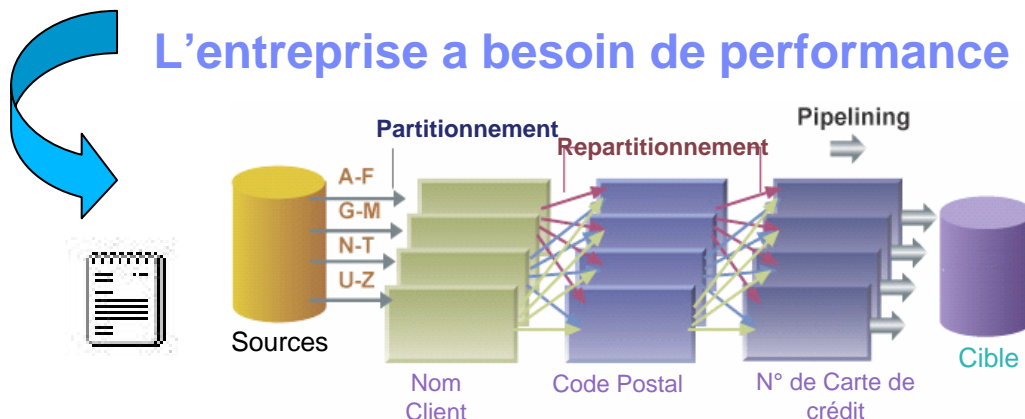 L'entreprise a besoin de performance
Partitionnement
Pipelining
Repartitionnement
A-F
G-M
N-T
U-Z
Sources
Cible
Nom
Client
Code Postal
N° de Carte de
crédit